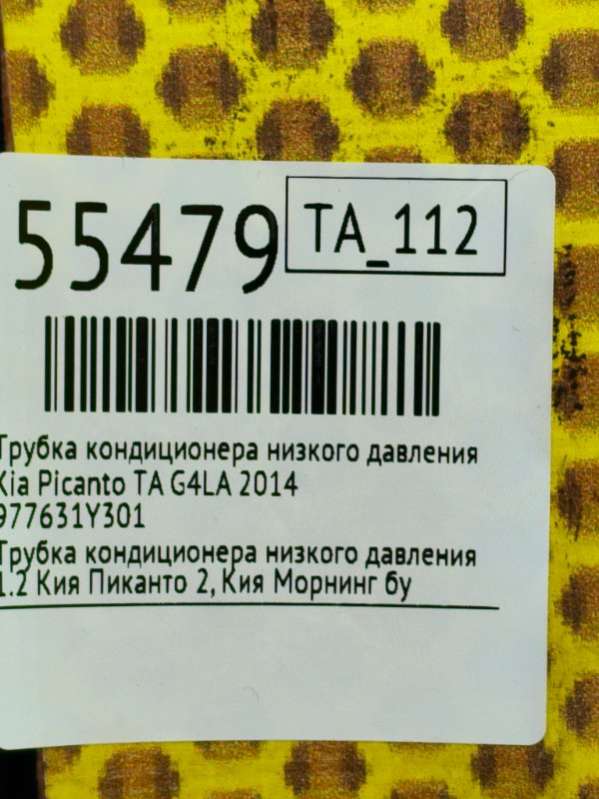 55479
TA_112
Трубка кондиционера низкого давления
Kia Picanto TA G4LA 2014
977631Y301
Трубка кондиционера низкого давления
1.2 Кия Пиканто 2, Кия Морнинг бу